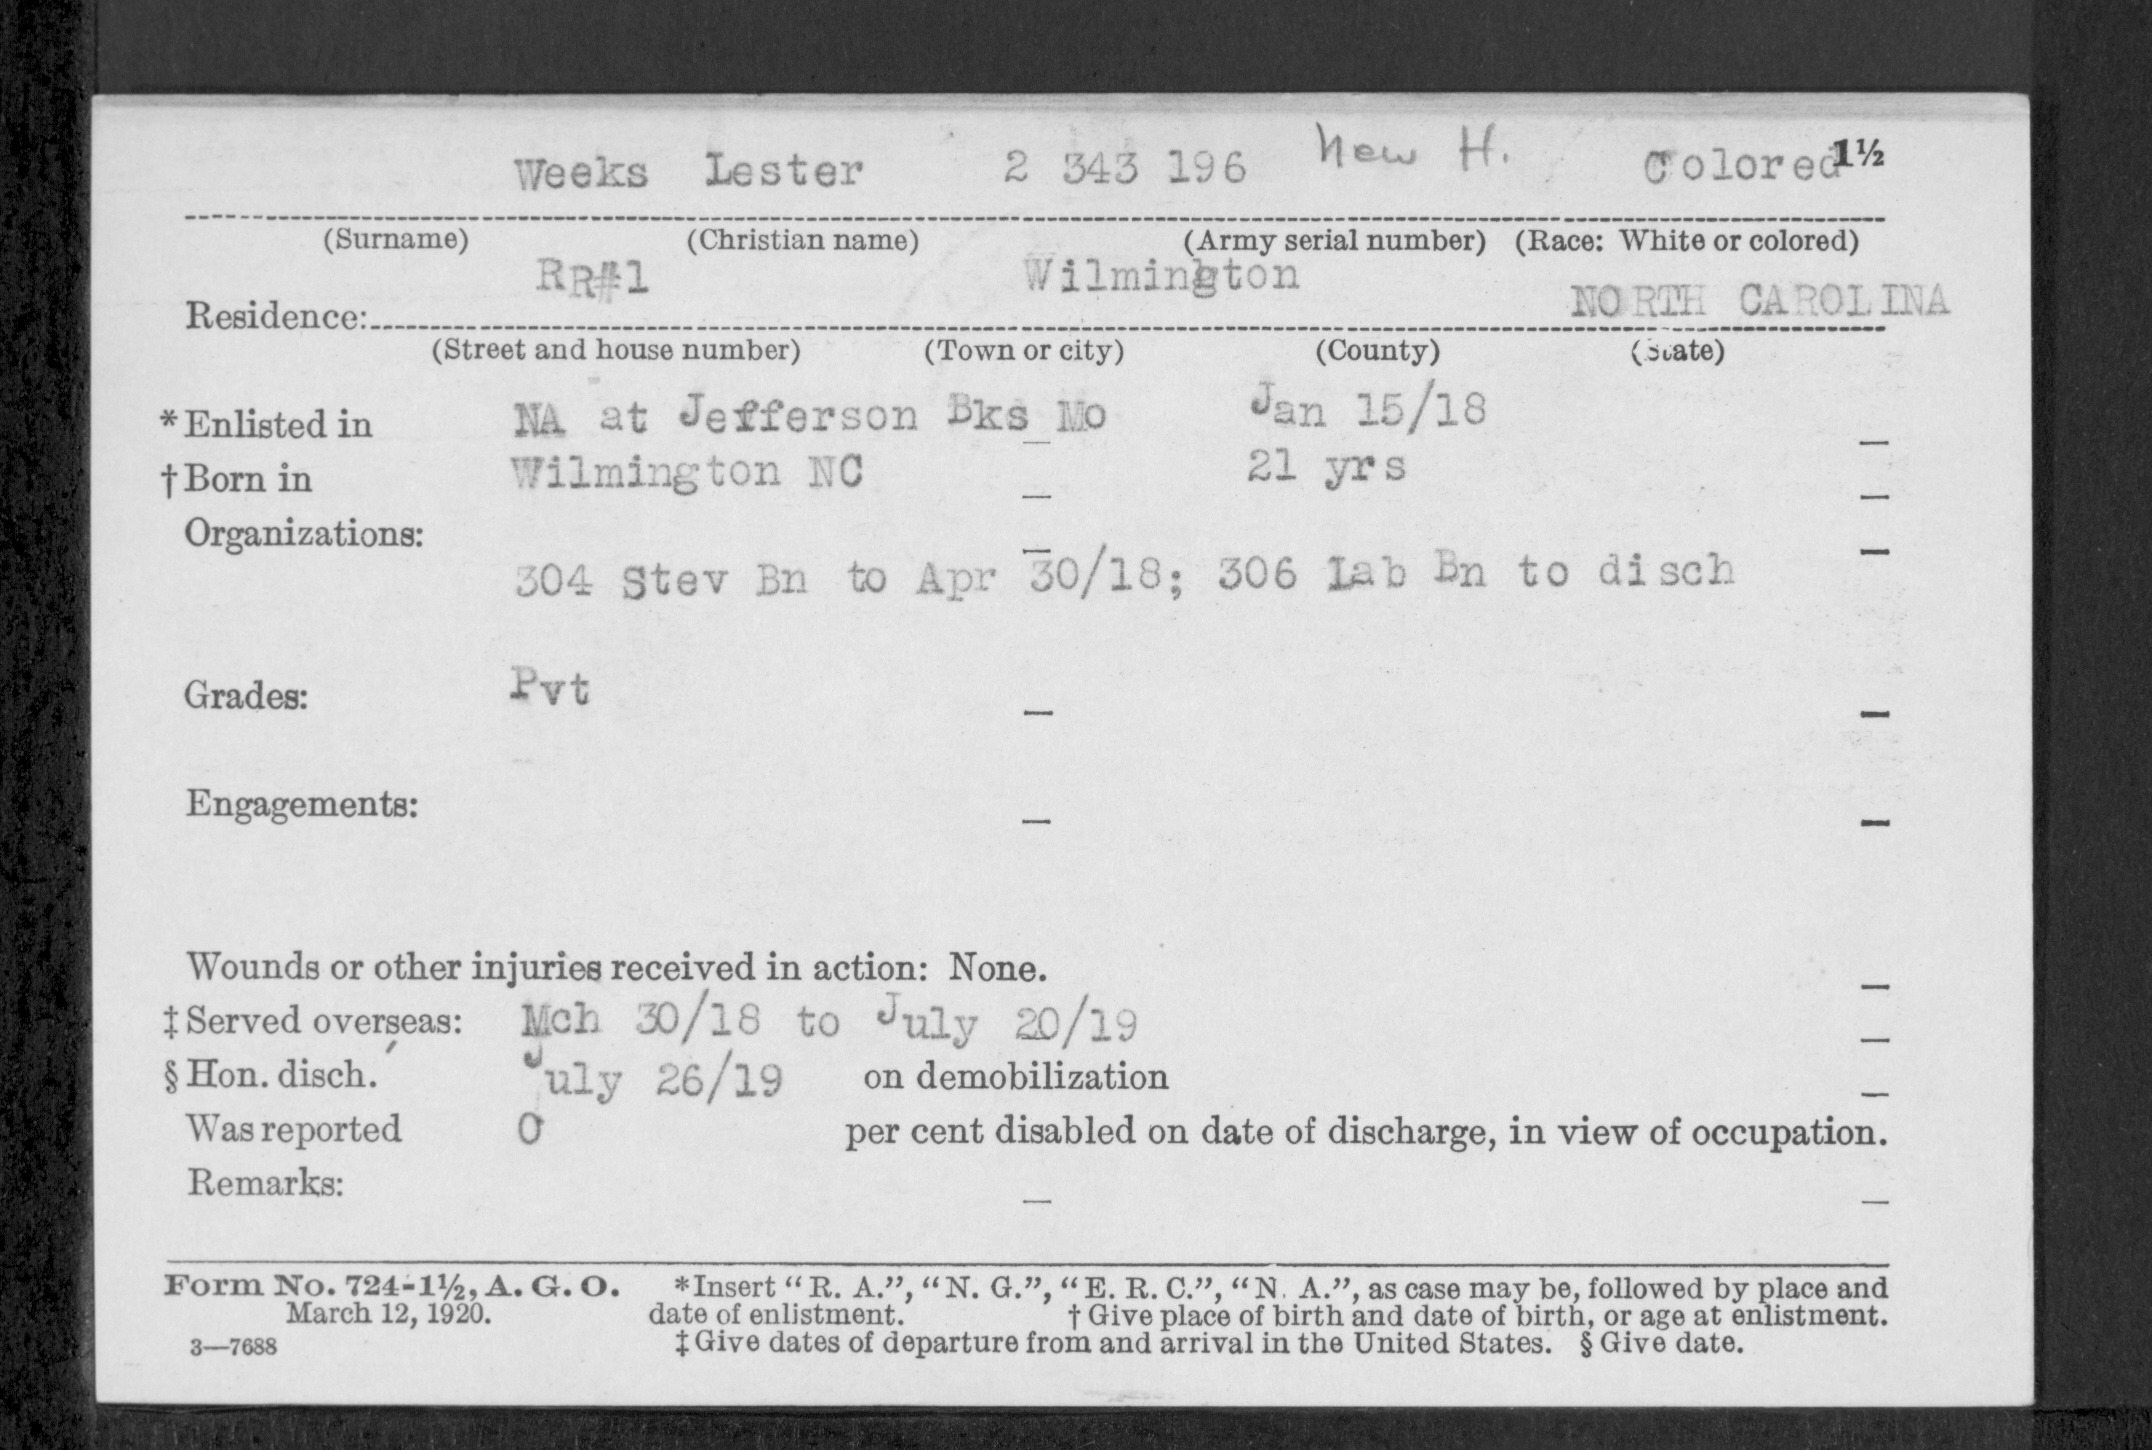 Weeks Lester 2 343 196 New H. Colored 1½
(Surname) (Christian name) (Army serial number) (Race: White or colored)
RR#1 Wilmington NORTH CAROLINA
Residence:
(Street and house number) (Town or city) (County) (State)
*Enlisted in NA at Jefferson Bks Mo Jan 15/18
†Born in Wilmington NC 21 yrs
Organizations:
304 Stev Bn to Apr 30/18; 306 Lab Bn to disch
Grades: Pvt
Engagements:
Wounds or other injuries received in action: None.
‡Served overseas: Mch 30/18 to July 20/19
§Hon. disch. July 26/19 on demobilization
Was reported 0 per cent disabled on date of discharge, in view of occupation.
Remarks:
Form No. 724-1½, A. G. O. *Insert "R. A.", "N. G.", "E. R. C.", "N. A.", as case may be, followed by place and
March 12, 1920. date of enlistment. †Give place of birth and date of birth, or age at enlistment.
3—7688 ‡Give dates of departure from and arrival in the United States. §Give date.